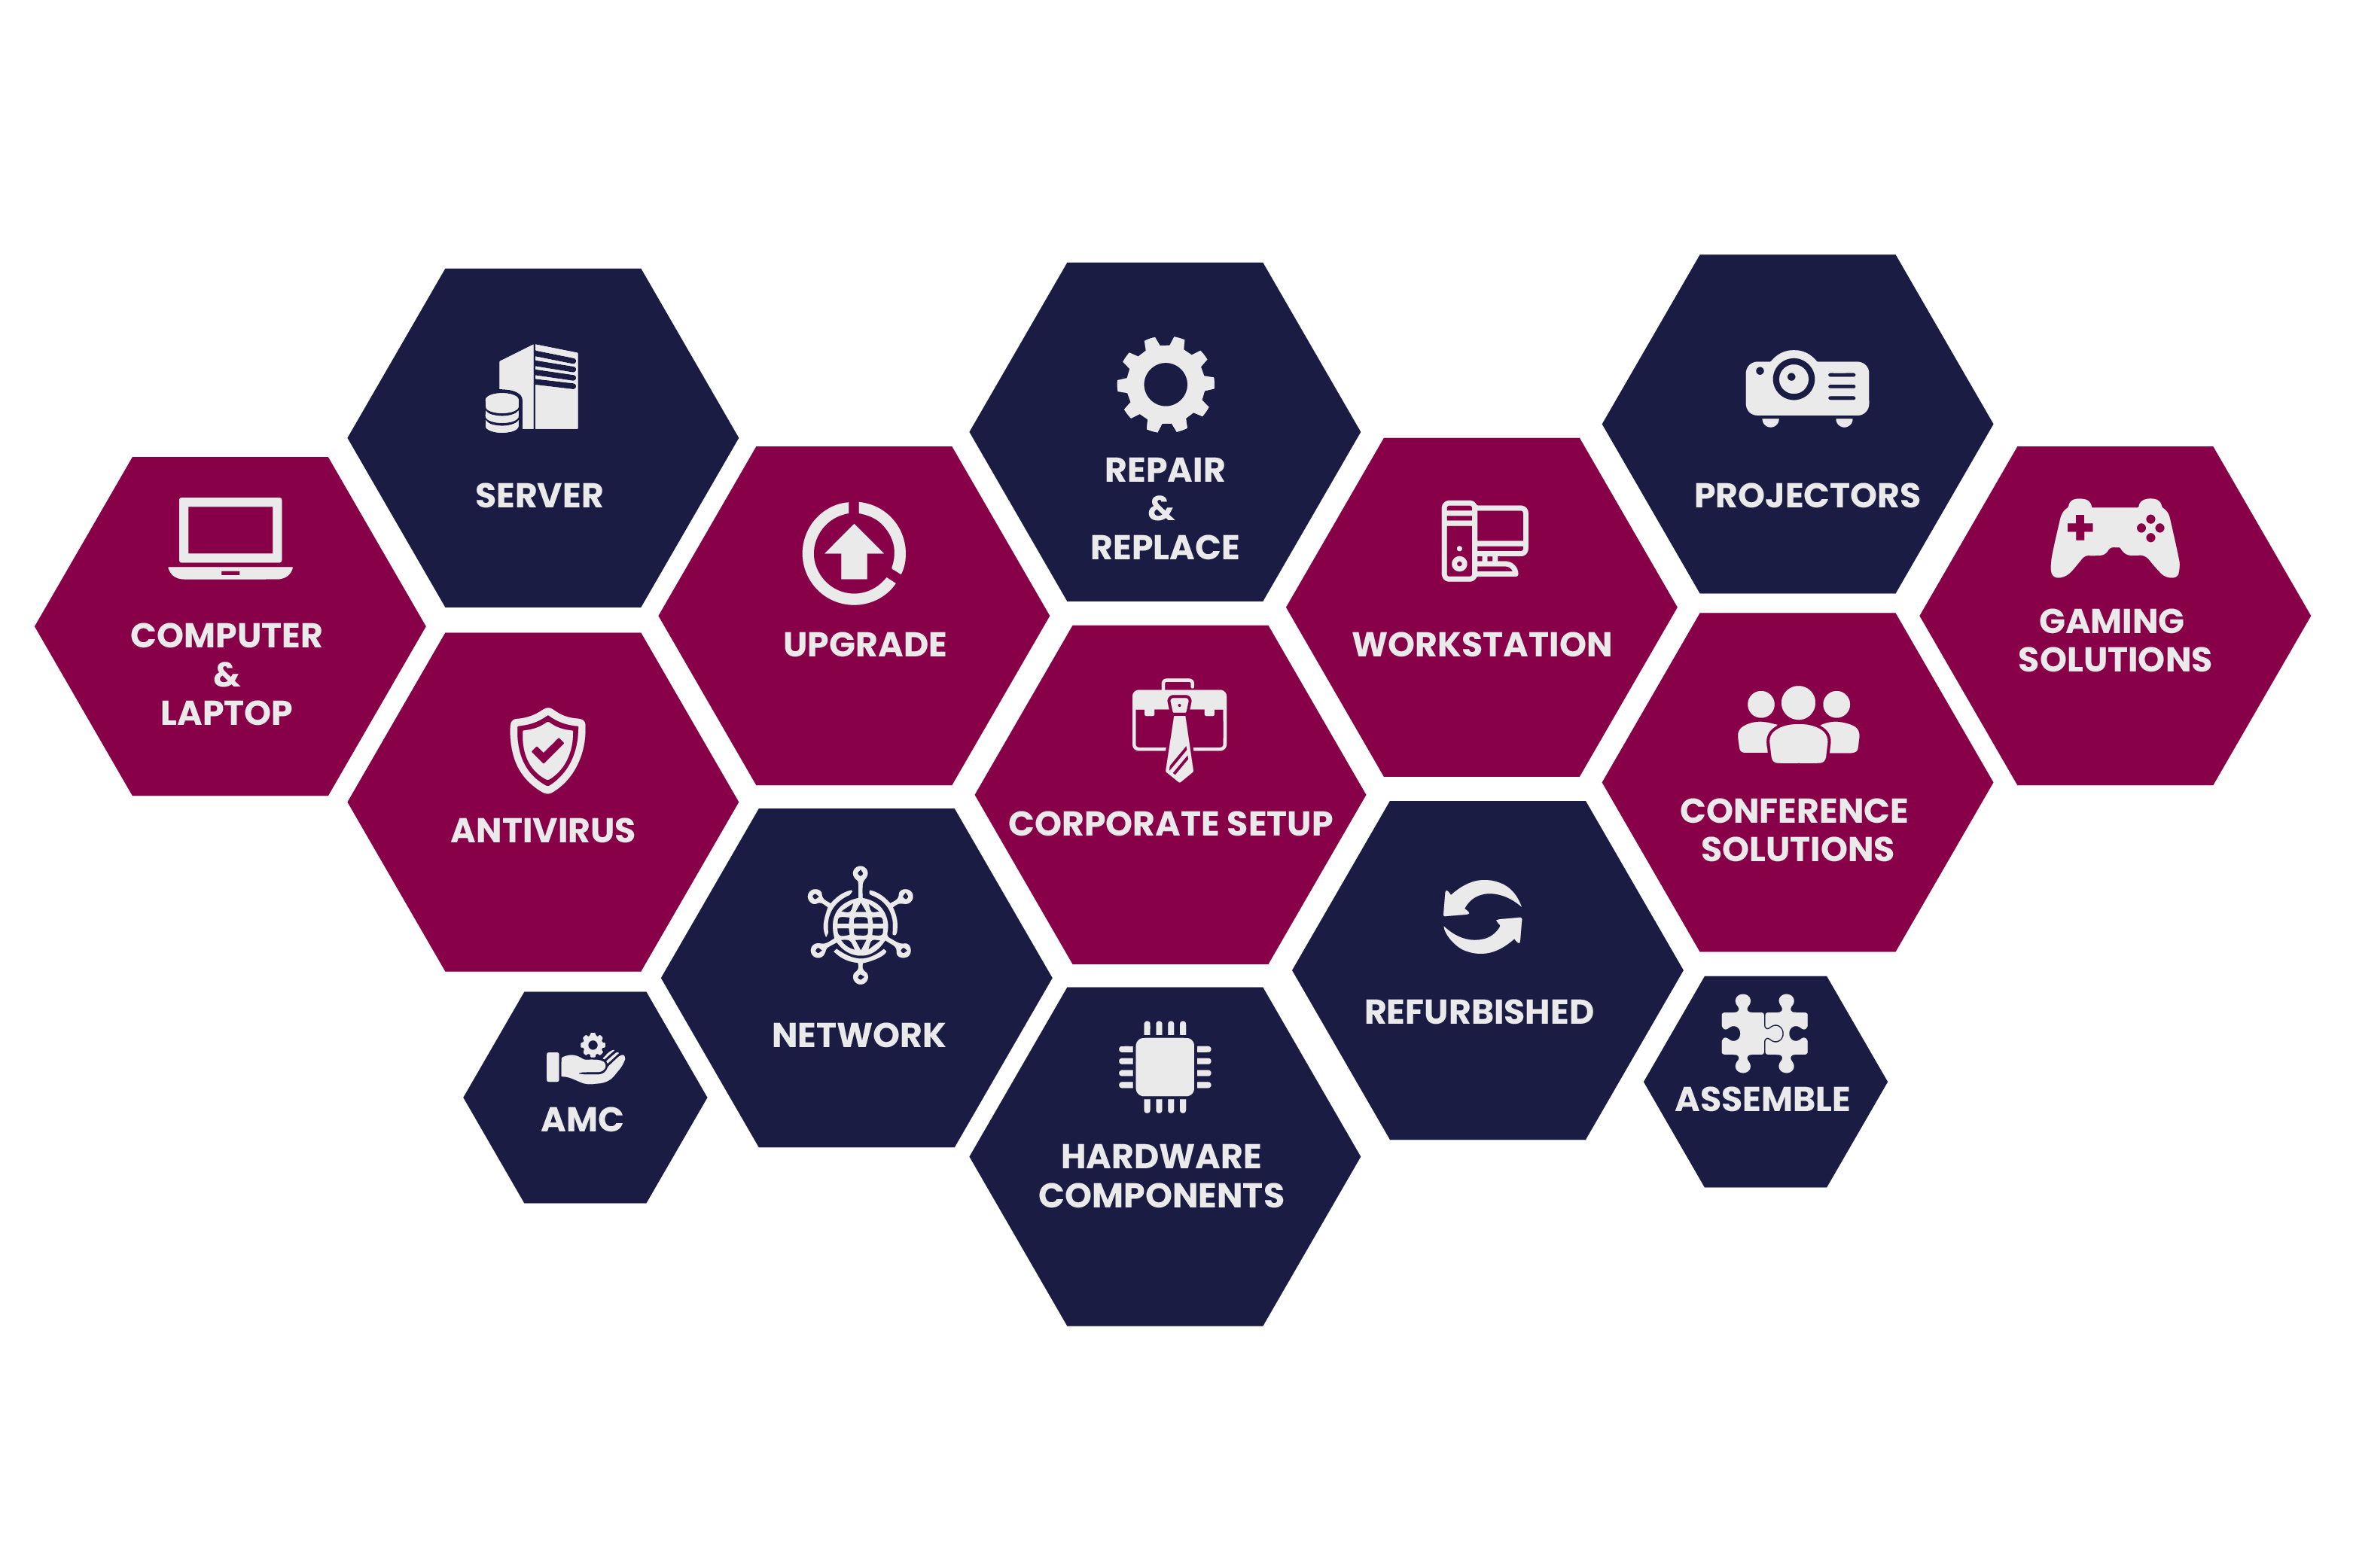 SERVER
REPAIR
&
REPLACE
PROJECTORS
COMPUTER
&
LAPTOP
UPGRADE
WORKSTATION
GAMING
SOLUTIONS
ANTIVIRUS
CORPORATE SETUP
CONFERENCE
SOLUTIONS
NETWORK
REFURBISHED
AMC
HARDWARE
COMPONENTS
ASSEMBLE